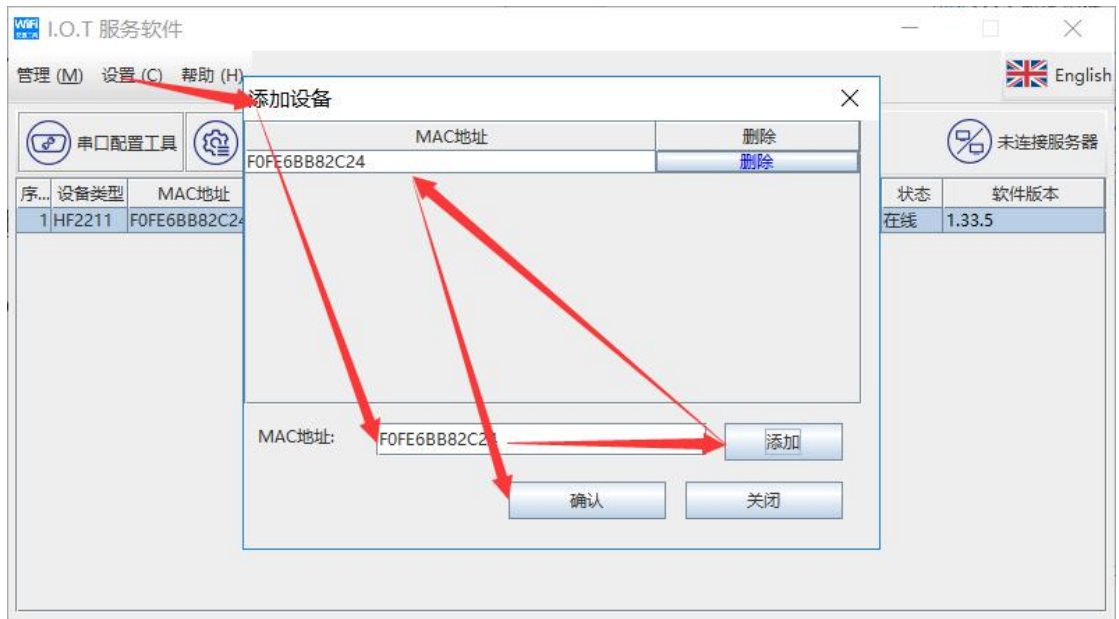 WiFi I.O.T 服务软件
管理 (M) 设置 (C) 帮助 (H) English
添加设备
串口配置工具 未连接服务器
MAC地址 删除
F0FE6BB82C24 删除
序... 设备类型 MAC地址 状态 软件版本
1 HF2211 F0FE6BB82C24 在线 1.33.5
MAC地址: F0FE6BB82C24 添加
确认 关闭